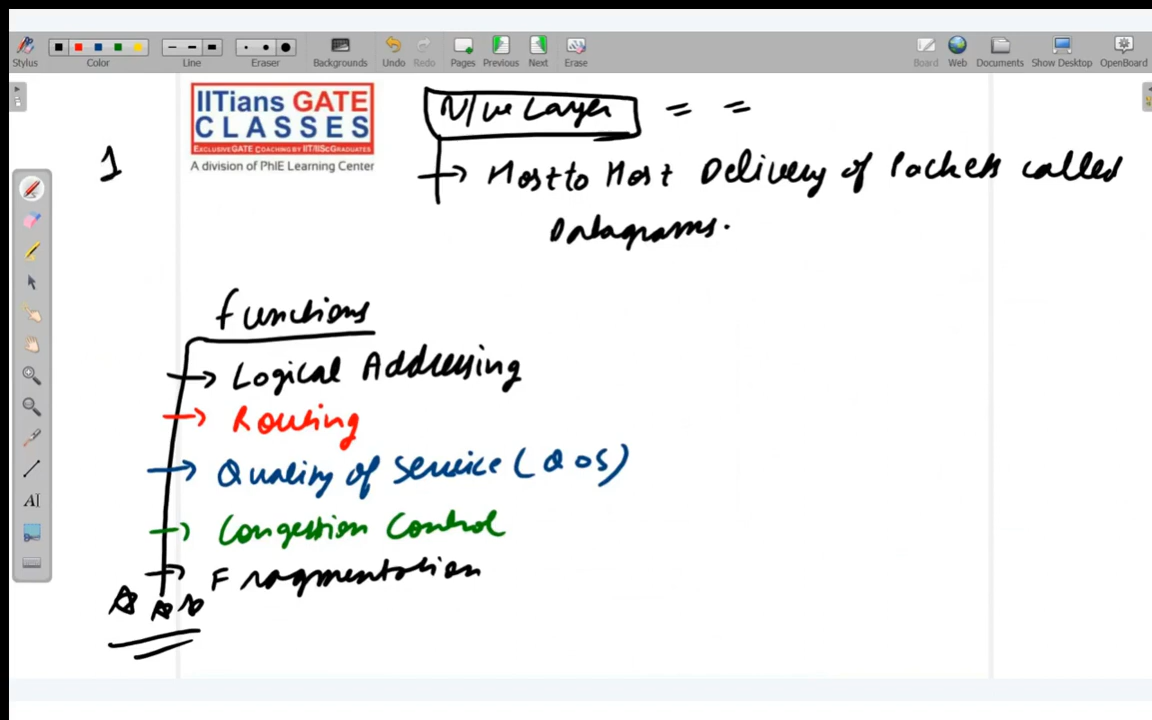 Stylus
Color
Line
Eraser
Backgrounds
Undo
Redo
Pages
Previous
Next
Erase
Board
Web
Documents
Show Desktop
OpenBoard
IITians GATE
CLASSES
EXCLUSIVE GATE COACHING BY IIT/IISc GRADUATES
A division of PhIE Learning Center
1
N/w Layer = =
→ Host to Host Delivery of Packets called
Datagrams.
functions
→ Logical Addressing
→ Routing
→ Quality of Service (QoS)
→ Congestion Control
→ Fragmentation
AI